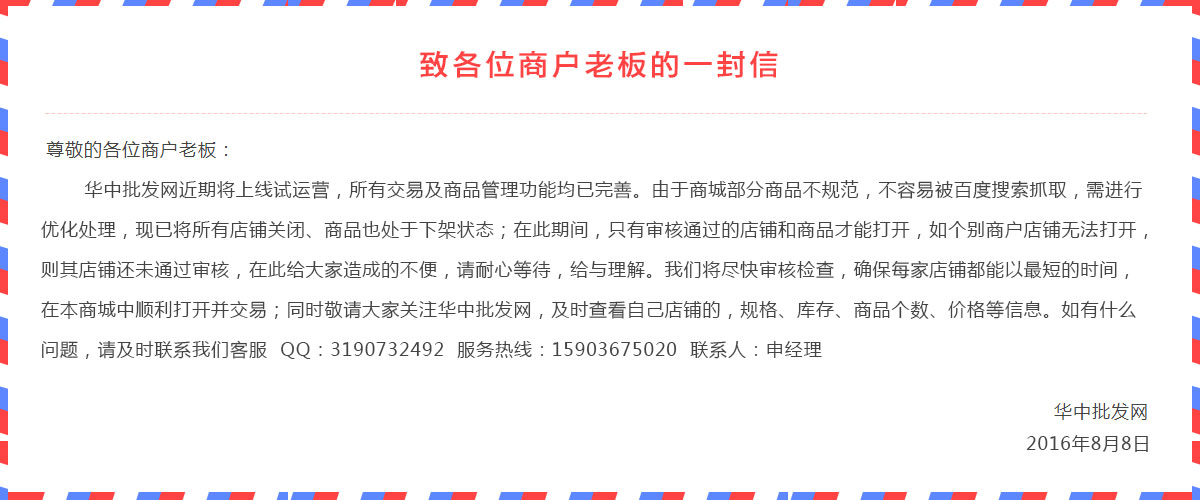 致各位商户老板的一封信
尊敬的各位商户老板：
华中批发网近期将上线试运营，所有交易及商品管理功能均已完善。由于商城部分商品不规范，不容易被百度搜索抓取，需进行
优化处理，现已将所有店铺关闭、商品也处于下架状态；在此期间，只有审核通过的店铺和商品才能打开，如个别商户店铺无法打开，
则其店铺还未通过审核，在此给大家造成的不便，请耐心等待，给与理解。我们将尽快审核检查，确保每家店铺都能以最短的时间，
在本商城中顺利打开并交易；同时敬请大家关注华中批发网，及时查看自己店铺的，规格、库存、商品个数、价格等信息。如有什么
问题，请及时联系我们客服 QQ：3190732492 服务热线：15903675020 联系人：申经理
华中批发网
2016年8月8日